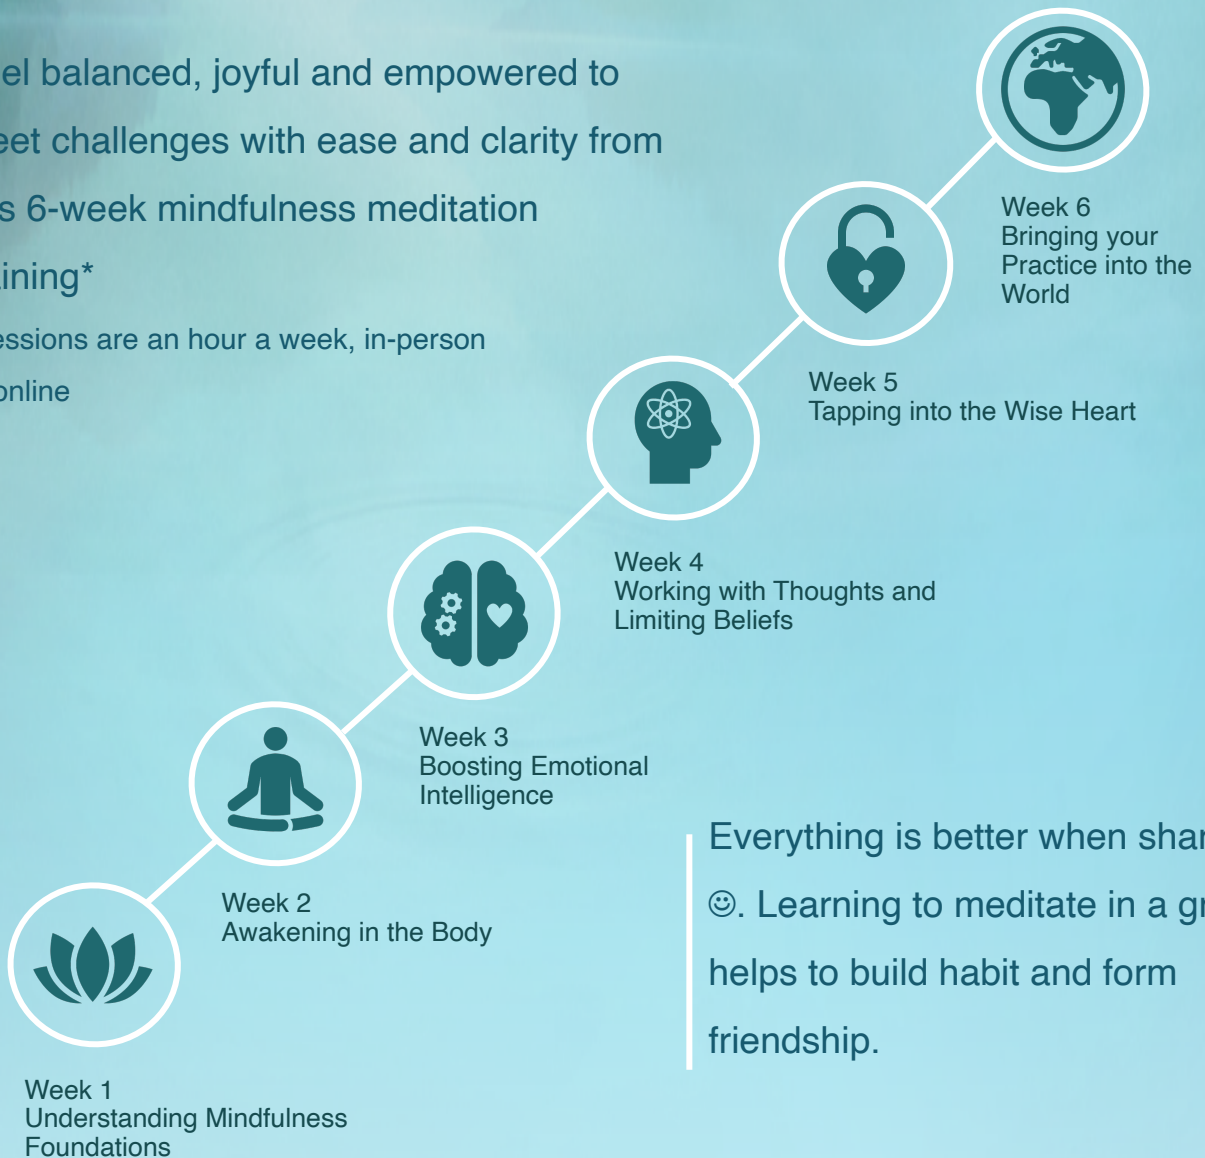 el balanced, joyful and empowered to
eet challenges with ease and clarity from
s 6-week mindfulness meditation
ining*
essions are an hour a week, in-person
online
Week 6
Bringing your
Practice into the
World
Week 5
Tapping into the Wise Heart
Week 4
Working with Thoughts and
Limiting Beliefs
Week 3
Boosting Emotional
Intelligence
Week 2
Awakening in the Body
Week 1
Understanding Mindfulness
Foundations
Everything is better when shar
☺. Learning to meditate in a gr
helps to build habit and form
friendship.